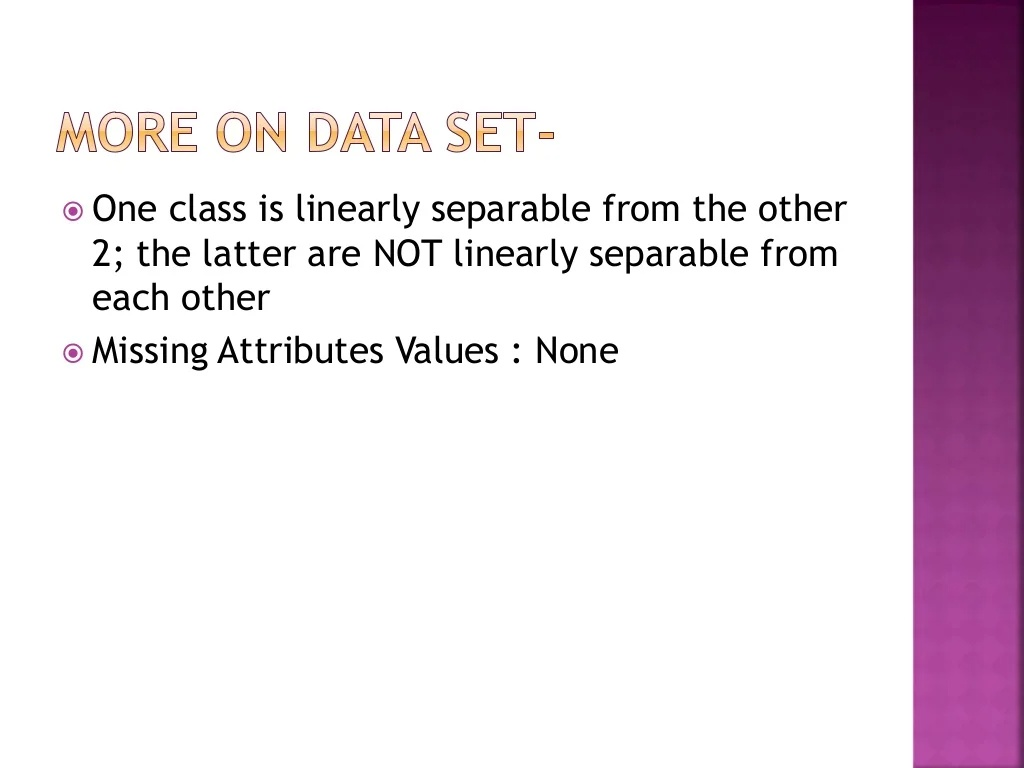 MORE ON DATA SET-
One class is linearly separable from the other
2; the latter are NOT linearly separable from
each other
Missing Attributes Values : None